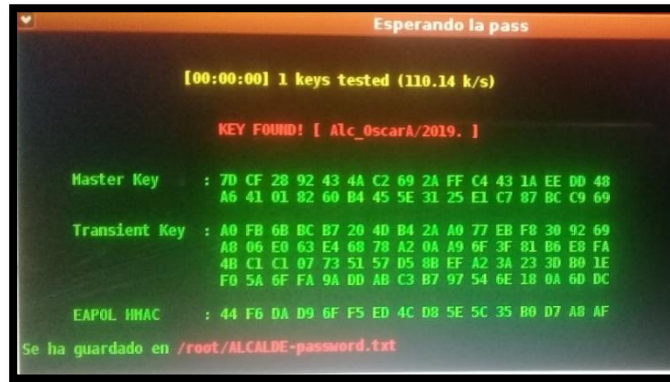 Esperando la pass
[00:00:00] 1 keys tested (110.14 k/s)
KEY FOUND! [ Alc_OscarA/2019. ]
Master Key : 7D CF 28 92 43 4A C2 69 2A FF C4 43 1A EE DD 48
A6 41 01 82 60 B4 45 5E 31 25 E1 C7 87 BC C9 69
Transient Key : A0 FB 6B BC B7 20 4D B4 2A A0 77 EB F8 30 92 69
A8 06 E0 63 E4 68 78 A2 0A A9 6F 3F 81 B6 E8 FA
4B C1 C1 07 73 51 57 D5 8B EF A2 3A 23 3D B0 1E
F0 5A 6F FA 9A DD AB C3 B7 97 54 6E 18 0A 6D DC
EAPOL HMAC : 44 F6 DA D9 6F F5 ED 4C D8 5E 5C 35 B0 D7 A8 AF
Se ha guardado en /root/ALCALDE-password.txt